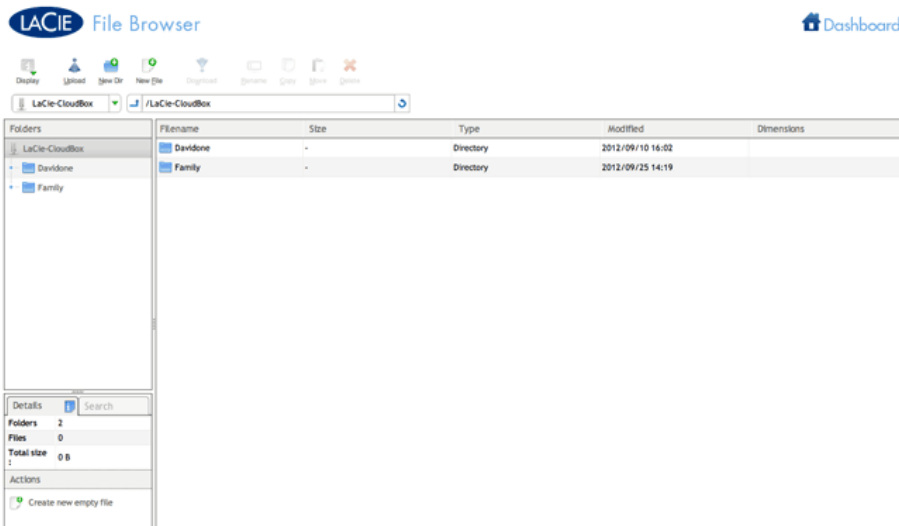 LACIE File Browser
Dashboard
Display Upload New Dir New File Download Rename Copy Move Delete
LaCie-CloudBox /LaCie-CloudBox
Folders
LaCie-CloudBox
Davidone
Family
Filename Size Type Modified Dimensions
Davidone - Directory 2012/09/10 16:02
Family - Directory 2012/09/25 14:19
Details Search
Folders 2
Files 0
Total size : 0 B
Actions
Create new empty file